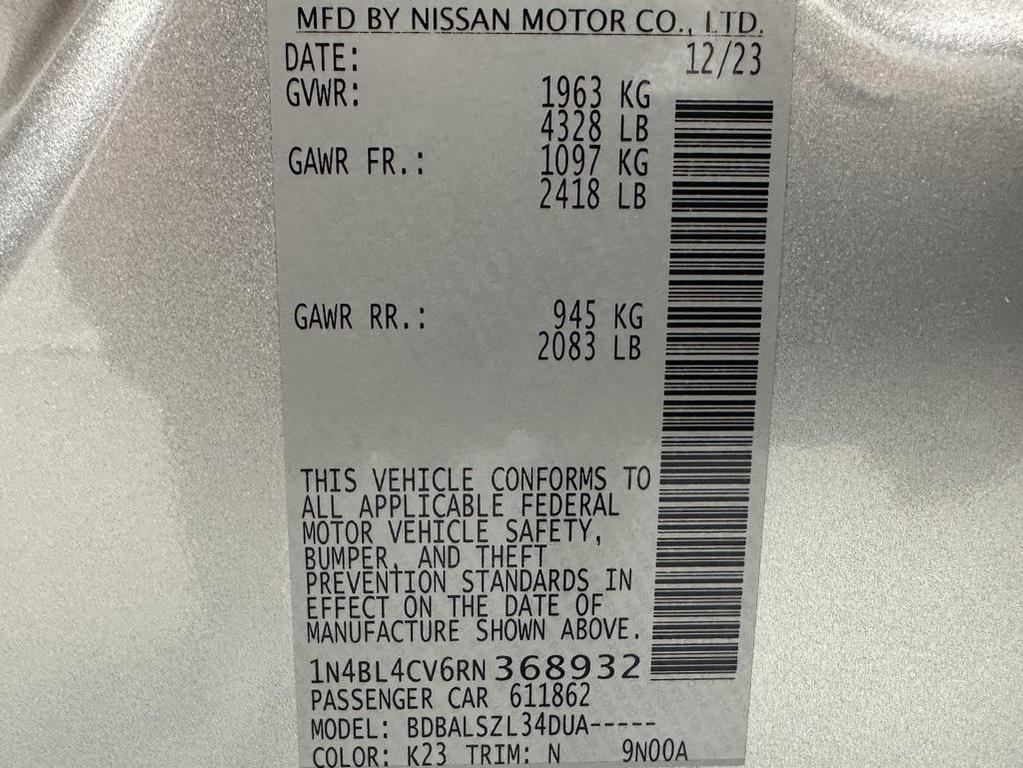 MFD BY NISSAN MOTOR CO., LTD.
DATE: 12/23
GVWR: 1963 KG
4328 LB
GAWR FR.: 1097 KG
2418 LB
GAWR RR.: 945 KG
2083 LB
THIS VEHICLE CONFORMS TO
ALL APPLICABLE FEDERAL
MOTOR VEHICLE SAFETY,
BUMPER, AND THEFT
PREVENTION STANDARDS IN
EFFECT ON THE DATE OF
MANUFACTURE SHOWN ABOVE.
1N4BL4CV6RN 368932
PASSENGER CAR 611862
MODEL: BDBALSZL34DUA-----
COLOR: K23 TRIM: N 9N00A